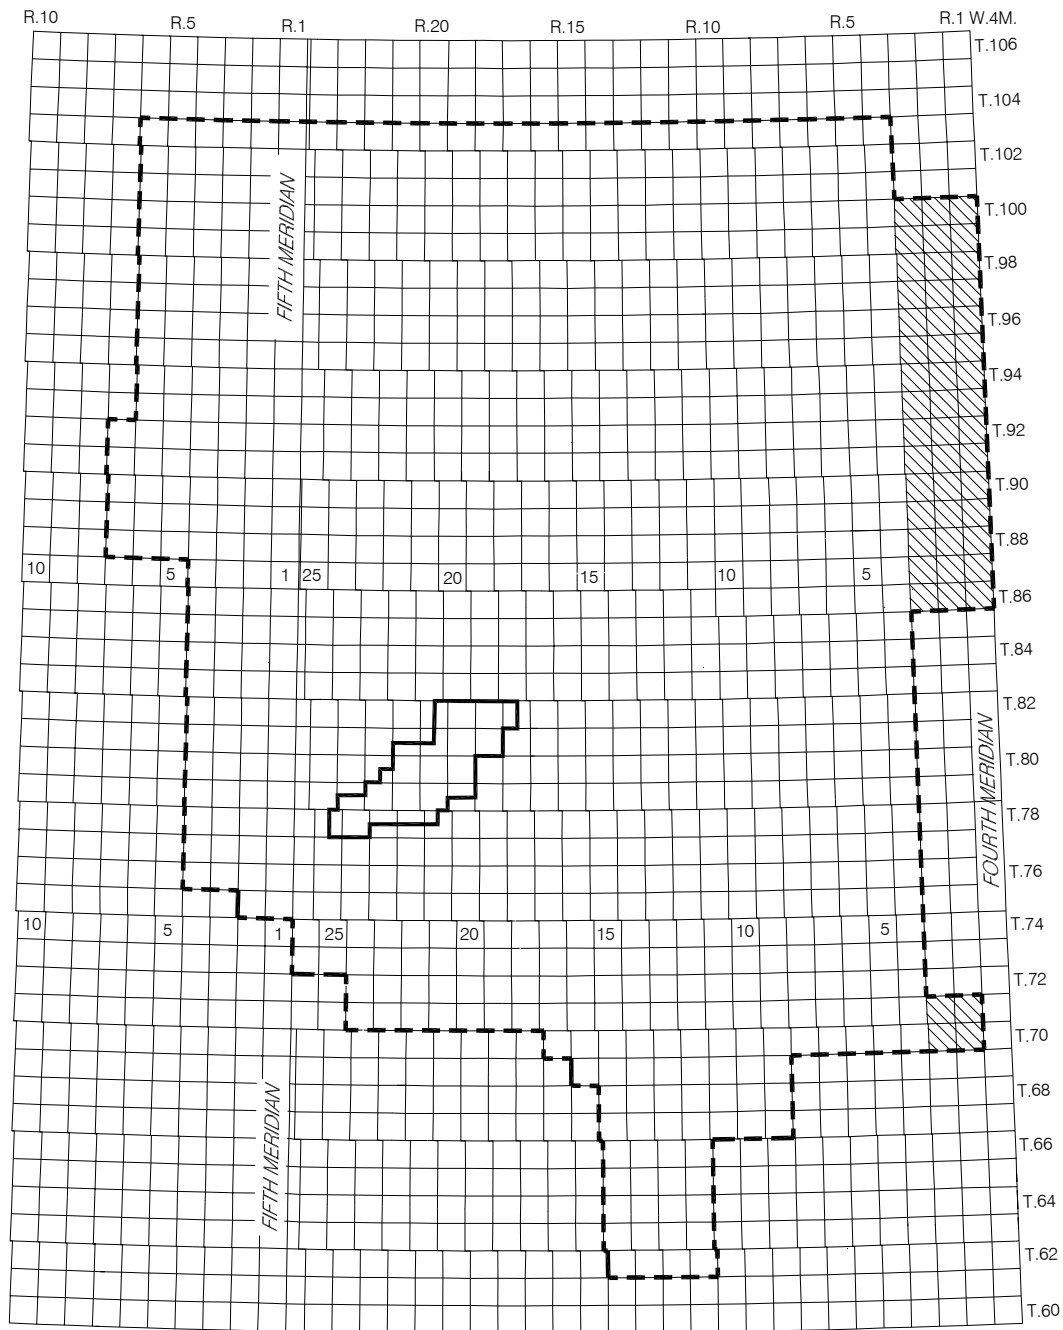 R.10 R.5 R.1 R.20 R.15 R.10 R.5 R.1 W.4M.
T.106
T.104
T.102
FIFTH MERIDIAN
T.100
T.98
T.96
T.94
T.92
T.90
T.88
10 5 1 25 20 15 10 5
T.86
T.84
T.82
T.80
FOURTH MERIDIAN
T.78
T.76
T.74
10 5 1 25 20 15 10 5
T.72
T.70
T.68
FIFTH MERIDIAN
T.66
T.64
T.62
T.60